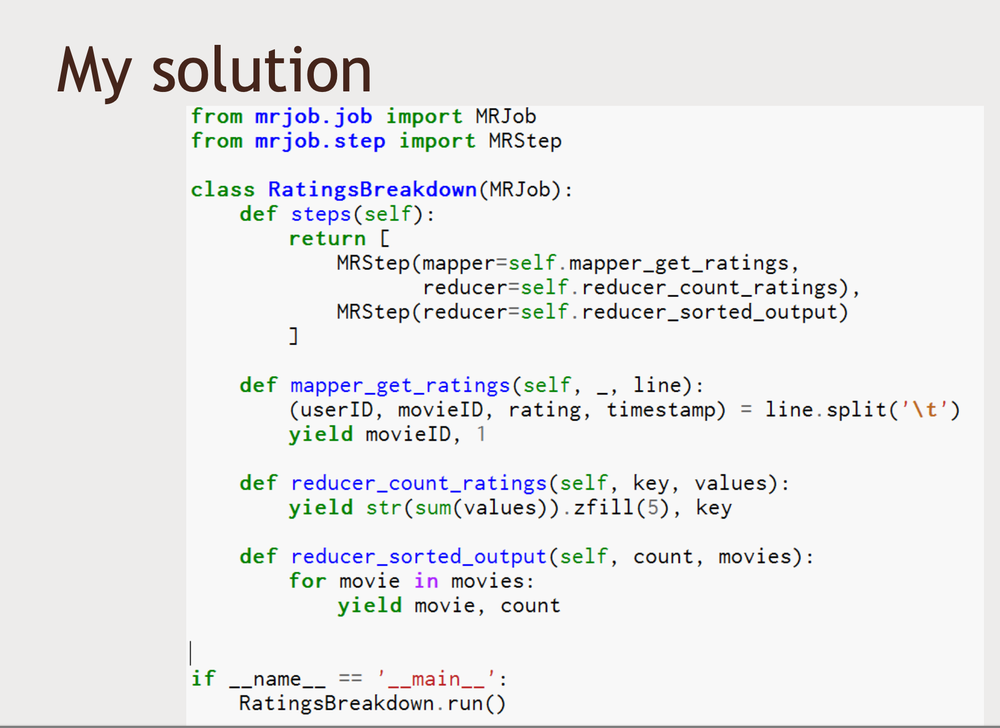 My solution
from mrjob.job import MRJob
from mrjob.step import MRStep

class RatingsBreakdown(MRJob):
    def steps(self):
        return [
            MRStep(mapper=self.mapper_get_ratings,
                   reducer=self.reducer_count_ratings),
            MRStep(reducer=self.reducer_sorted_output)
        ]

    def mapper_get_ratings(self, _, line):
        (userID, movieID, rating, timestamp) = line.split('\t')
        yield movieID, 1

    def reducer_count_ratings(self, key, values):
        yield str(sum(values)).zfill(5), key

    def reducer_sorted_output(self, count, movies):
        for movie in movies:
            yield movie, count

if __name__ == '__main__':
    RatingsBreakdown.run()